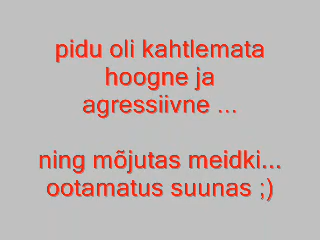 pidu oli kahtlemata
hoogne ja
agressiivne ...
ning mõjutas meidki...
ootamatus suunas ;)